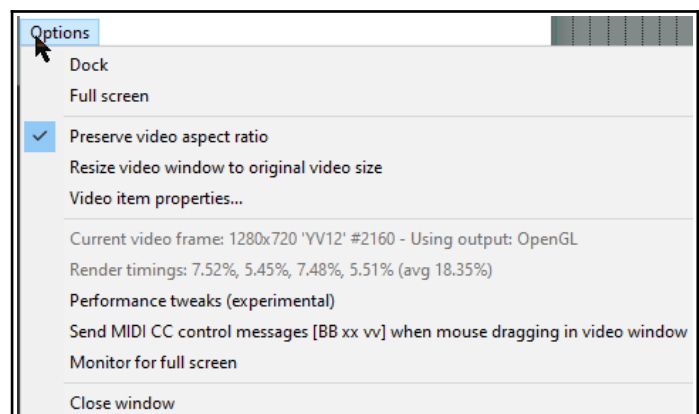 Options
Dock
Full screen
Preserve video aspect ratio
Resize video window to original video size
Video item properties...
Current video frame: 1280x720 'YV12' #2160 - Using output: OpenGL
Render timings: 7.52%, 5.45%, 7.48%, 5.51% (avg 18.35%)
Performance tweaks (experimental)
Send MIDI CC control messages [BB xx vv] when mouse dragging in video window
Monitor for full screen
Close window